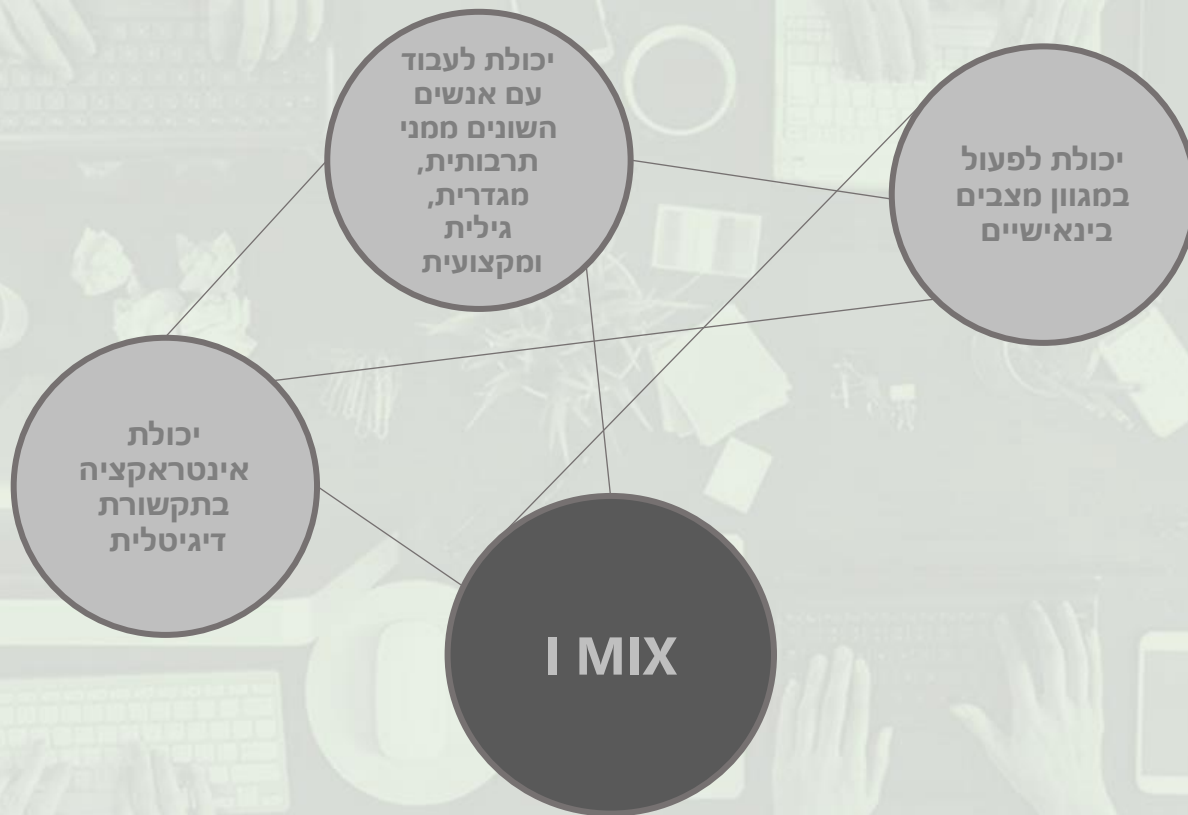 יכולת לעבוד
עם אנשים
השונים ממני
תרבותית,
מגדרית,
גילית
ומקצועית
יכולת לפעול
במגוון מצבים
בינאישיים
יכולת
אינטראקציה
בתקשורת
דיגיטלית
I MIX